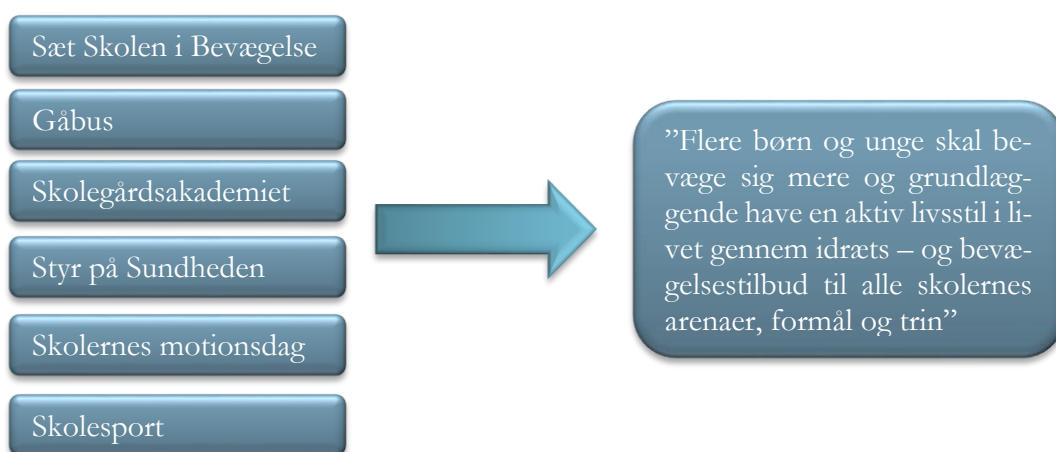 Sæt Skolen i Bevægelse
Gåbus
Skolegårdsakademiet
Styr på Sundheden
Skolernes motionsdag
Skolesport
”Flere børn og unge skal be-
væge sig mere og grundlæg-
gende have en aktiv livsstil i li-
vet gennem idræts – og bevæ-
gelsestilbud til alle skolernes
arenaer, formål og trin”